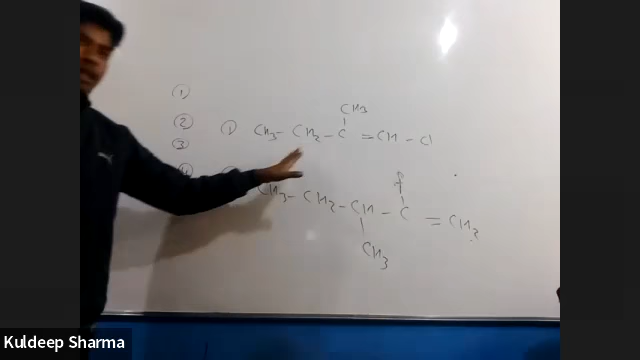 ①
CH3
② ① CH3 - CH2 - C = CH - Cl
③
④
CH3 - CH2 - CH - C = CH2
CH3
Kuldeep Sharma